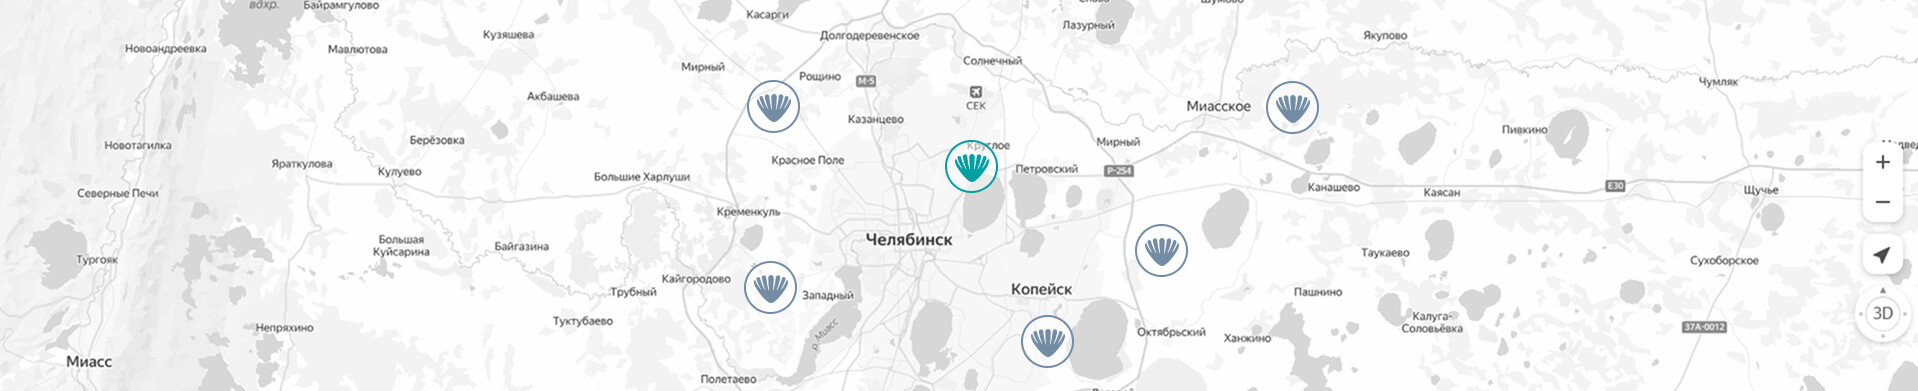 вдхр.
Байрамгулово
Касарги
Долгодеревенское
Лазурный
Якупово
Новоандреевка
Мавлютова
Кузяшева
Мирный
Рощино
М-5
Солнечный
Чумляк
Акбашева
СЕК
Миасское
Казанцево
Пивкино
Новотагилка
Берёзовка
Круглое
Мирный
Яраткулова
Кулуево
Красное Поле
Петровский
Р-254
+
Северные Печи
Большие Харлуши
Канашево
Каясан
E30
Щучье
−
Кременкуль
Большая
Куйсарина
Байгазина
Челябинск
Таукаево
Сухоборское
Тургояк
Кайгородово
Трубный
Западный
Копейск
Пашнино
3D
Непряхино
Туктубаево
р. Миасс
Октябрьский
Ханжино
Калуга-
Соловьёвка
37А-0012
Миасс
Полетаево